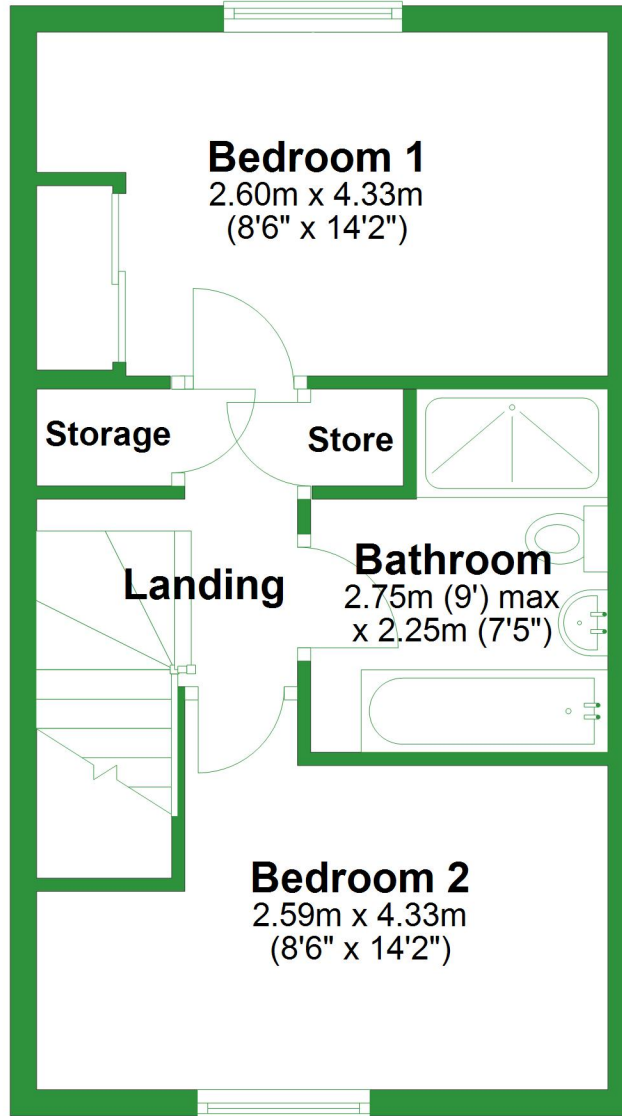 Bedroom 1
2.60m x 4.33m
(8'6" x 14'2")
Storage
Store
Landing
Bathroom
2.75m (9') max
x 2.25m (7'5")
Bedroom 2
2.59m x 4.33m
(8'6" x 14'2")